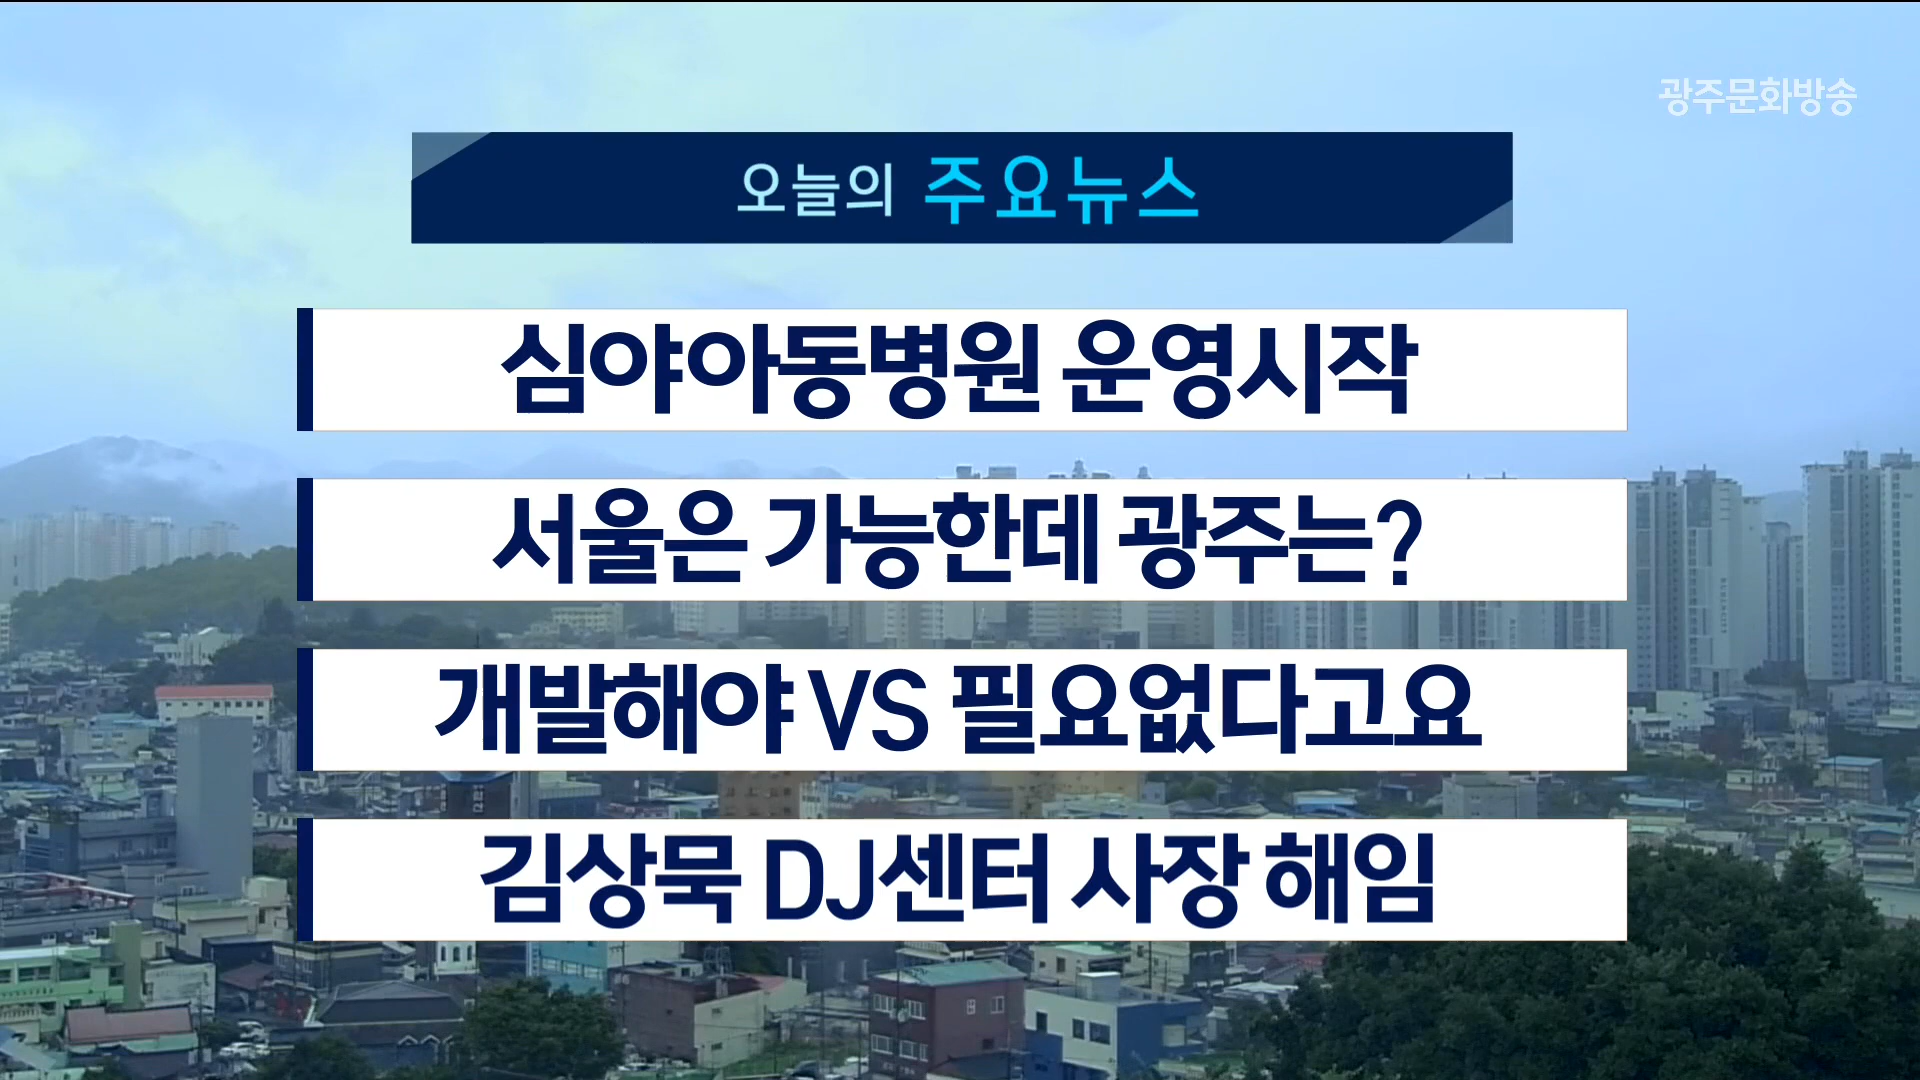 광주문화방송
오늘의 주요뉴스
심야아동병원 운영시작
서울은 가능한데 광주는?
개발해야 VS 필요없다고요
김상묵 DJ센터 사장 해임